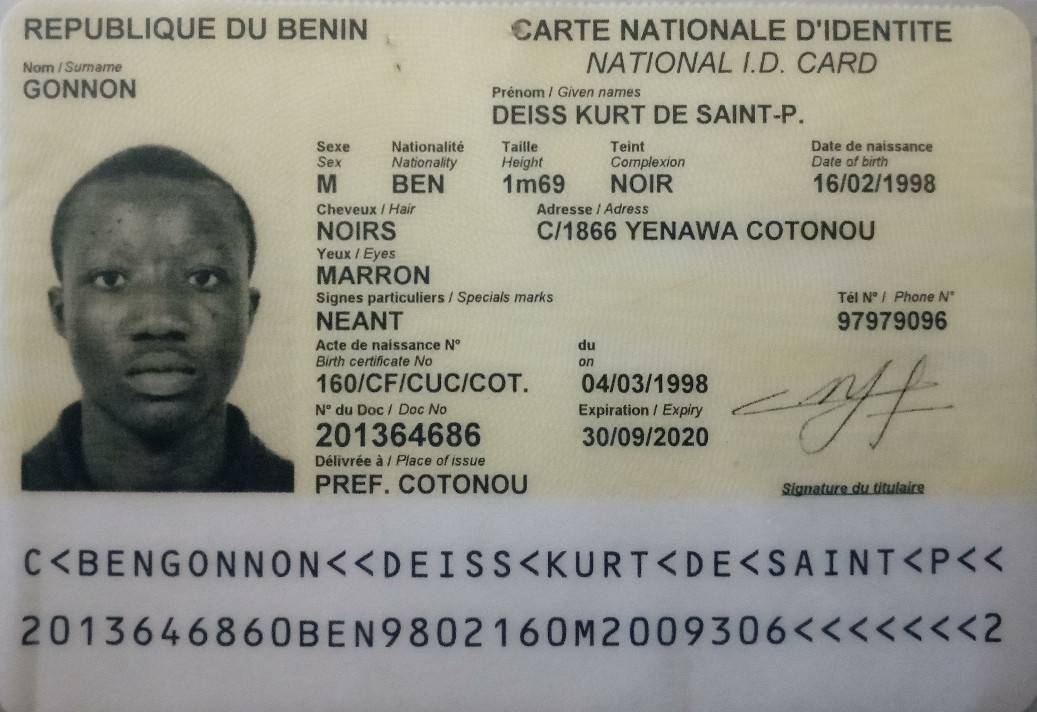 REPUBLIQUE DU BENIN
CARTE NATIONALE D'IDENTITE
NATIONAL I.D. CARD
Nom / Surname
GONNON
Prénom / Given names
DEISS KURT DE SAINT-P.
Sexe Nationalité Taille Teint Date de naissance
Sex Nationality Height Complexion Date of birth
M BEN 1m69 NOIR 16/02/1998
Cheveux / Hair Adresse / Adress
NOIRS C/1866 YENAWA COTONOU
Yeux / Eyes
MARRON
Signes particuliers / Specials marks Tél N° / Phone N°
NEANT 97979096
Acte de naissance N° du
Birth certificate No on
160/CF/CUC/COT. 04/03/1998
N° du Doc / Doc No Expiration / Expiry
201364686 30/09/2020
Délivrée à / Place of issue
PREF. COTONOU
Signature du titulaire
C<BENGONNON<<DEISS<KURT<DE<SAINT<P<<
2013646860BEN9802160M2009306<<<<<<<2